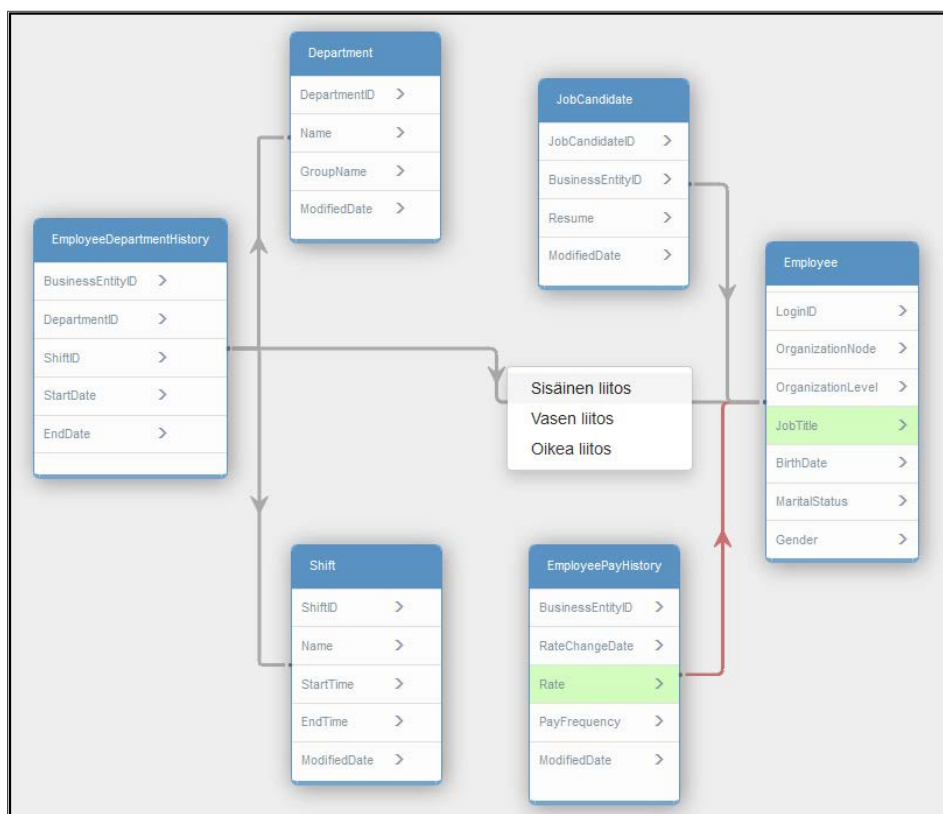 Department
DepartmentID
Name
GroupName
ModifiedDate
JobCandidate
JobCandidateID
BusinessEntityID
Resume
ModifiedDate
EmployeeDepartmentHistory
BusinessEntityID
DepartmentID
ShiftID
StartDate
EndDate
Employee
LoginID
OrganizationNode
OrganizationLevel
JobTitle
BirthDate
MaritalStatus
Gender
Sisäinen liitos
Vasen liitos
Oikea liitos
Shift
ShiftID
Name
StartTime
EndTime
ModifiedDate
EmployeePayHistory
BusinessEntityID
RateChangeDate
Rate
PayFrequency
ModifiedDate